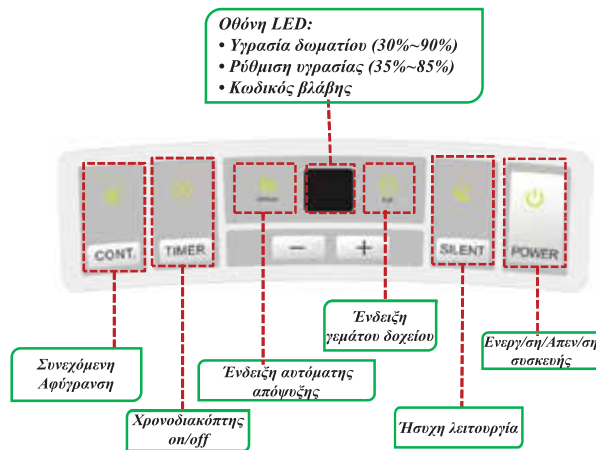 Οθόνη LED:
• Υγρασία δωματίου (30%~90%)
• Ρύθμιση υγρασίας (35%~85%)
• Κωδικός βλάβης
CONT.
TIMER
SILENT
POWER
Ένδειξη
γεμάτου δοχείου
Ενεργ/ση/Απεν/ση
συσκευής
Συνεχόμενη
Αφύγρανση
Ένδειξη αυτόματης
απόψυξης
Χρονοδιακόπτης
on/off
Ήσυχη λειτουργία